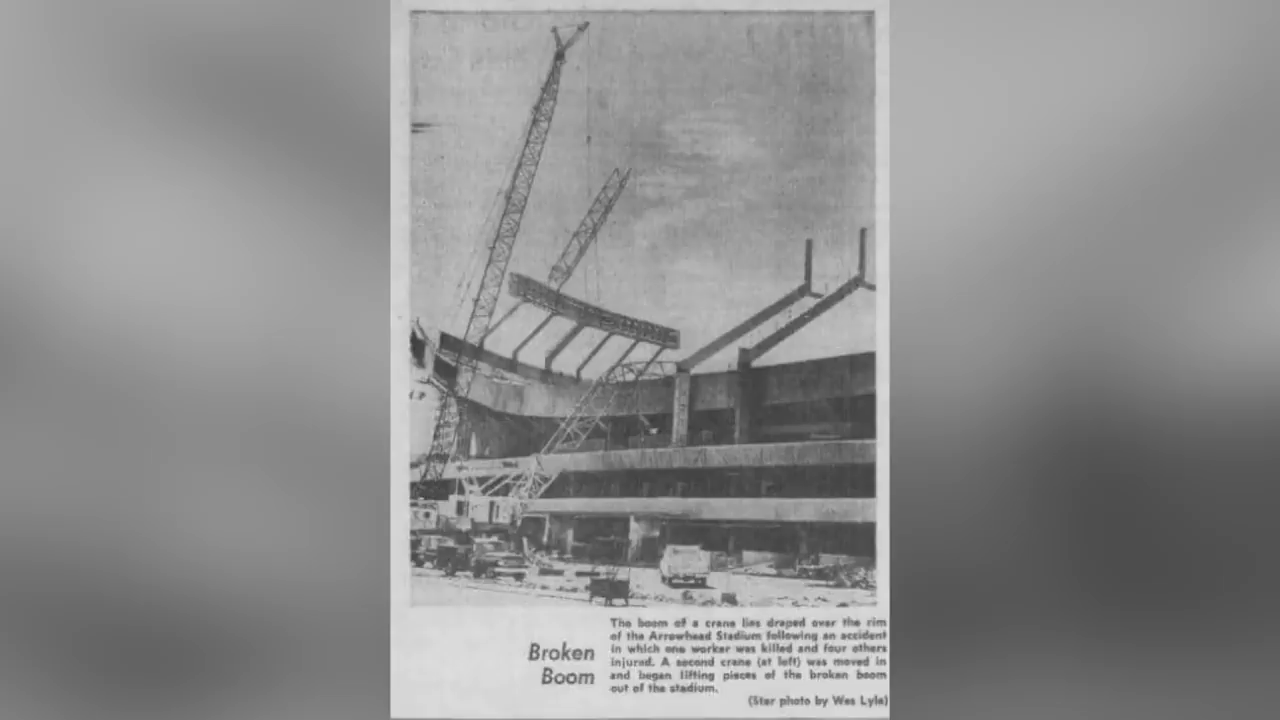 Broken
Boom
The boom of a crane lies draped over the rim
of the Arrowhead Stadium following an accident
in which one worker was killed and four others
injured. A second crane (at left) was moved in
and began lifting pieces of the broken boom
out of the stadium.
(Star photo by Wes Lyle)